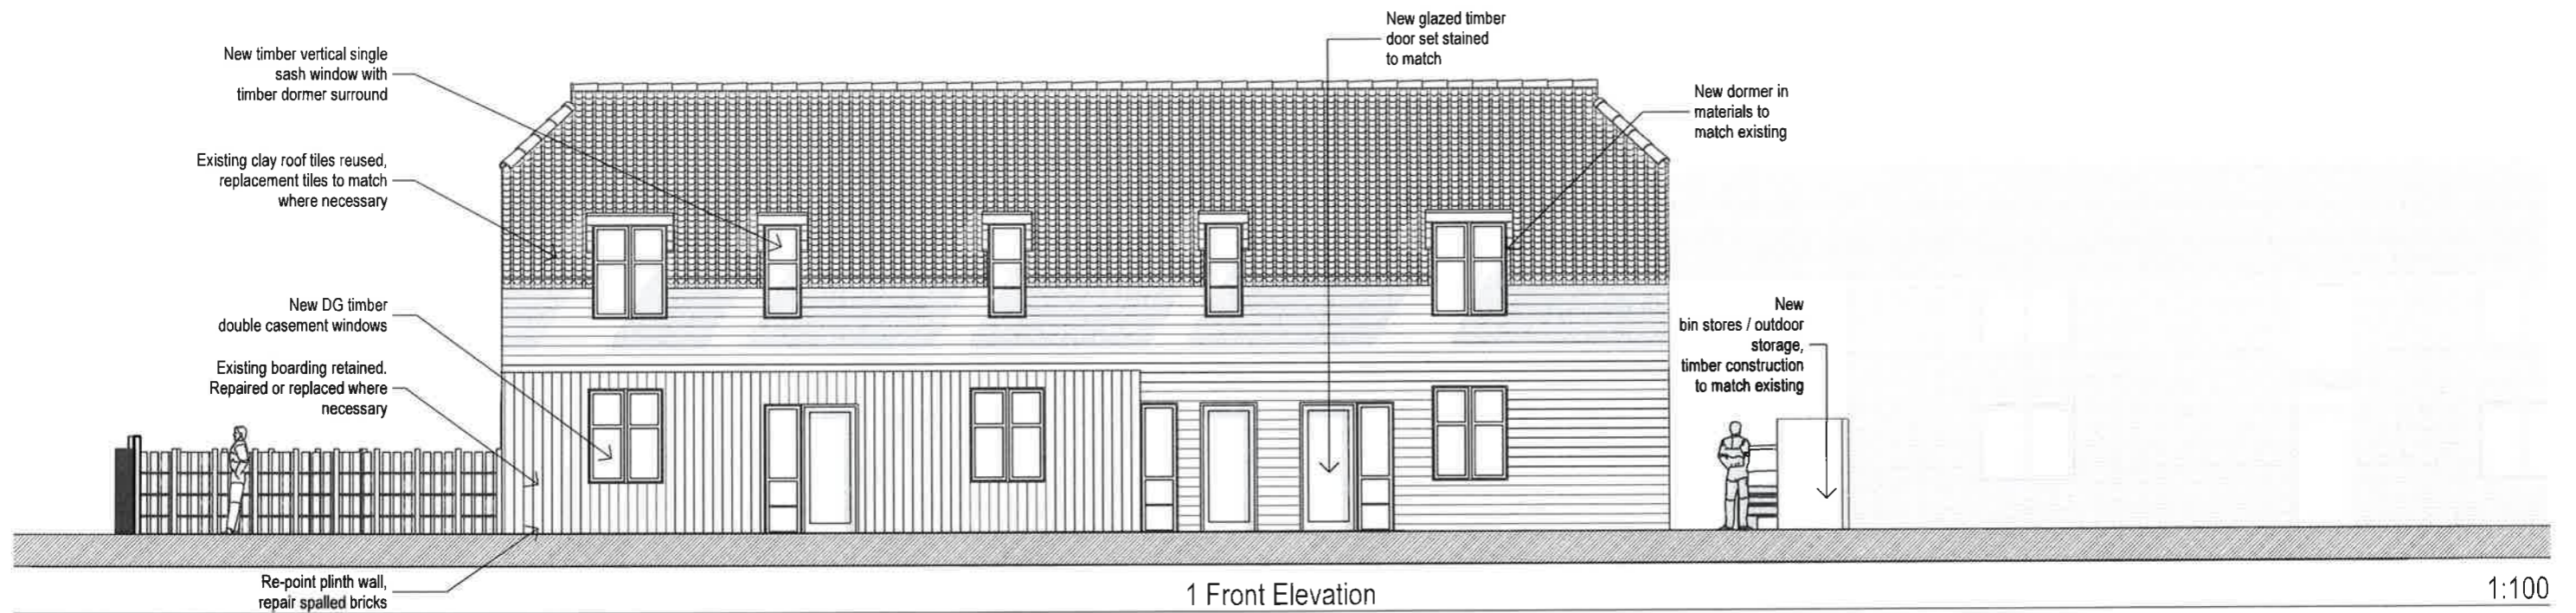 New timber vertical single
sash window with
timber dormer surround
Existing clay roof tiles reused,
replacement tiles to match
where necessary
New DG timber
double casement windows
Existing boarding retained.
Repaired or replaced where
necessary
Re-point plinth wall,
repair spalled bricks
New glazed timber
door set stained
to match
New dormer in
materials to
match existing
New
bin stores / outdoor
storage,
timber construction
to match existing
1 Front Elevation
1:100